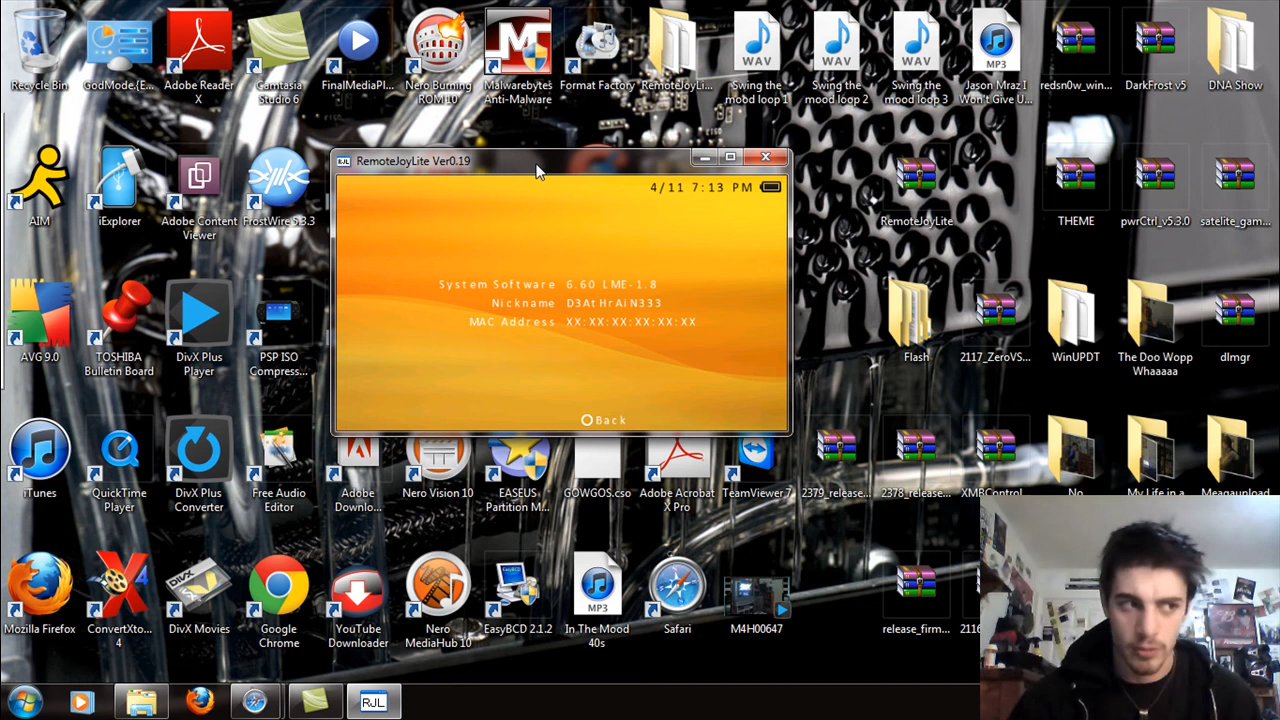 Recycle Bin
GodMode.{E...
Adobe Reader
X
Camtasia
Studio 6
FinalMediaPl...
Nero Burning
ROM 10
Malwarebytes
Anti-Malware
Format Factory
RemoteJoyLi...
Swing the
mood loop 1
Swing the
mood loop 2
Swing the
mood loop 3
Jason Mraz I
Won't Give U...
redsn0w_win...
DarkFrost v5
DNA Show
WAV
WAV
WAV
MP3
AIM
iExplorer
Adobe Content
Viewer
FrostWire 5.3.3
RJL
RemoteJoyLite Ver0.19
4/11 7:13 PM
System Software 6.60 LME-1.8
Nickname D3AtHrAiN333
MAC Address XX:XX:XX:XX:XX:XX
Back
RemoteJoyLite
THEME
pwrCtrl_v5.3.0
satelite_gam...
AVG 9.0
TOSHIBA
Bulletin Board
DivX Plus
Player
PSP ISO
Compress...
Flash
2117_ZeroVS...
WinUPDT
The Doo Wopp
Whaaaaa
dlmgr
iTunes
QuickTime
Player
DivX Plus
Converter
Free Audio
Editor
Adobe
Downlo...
Nero Vision 10
EASEUS
Partition M...
GOWGOS.cso
Adobe Acrobat
X Pro
TeamViewer 7
2379_release...
2378_release...
XMBControl
No
My Life in a
Megaupload
Mozilla Firefox
ConvertXto...
4
DivX Movies
Google
Chrome
YouTube
Downloader
Nero
MediaHub 10
EasyBCD 2.1.2
MP3
In The Mood
40s
Safari
M4H00647
release_firm...
2116
RJL